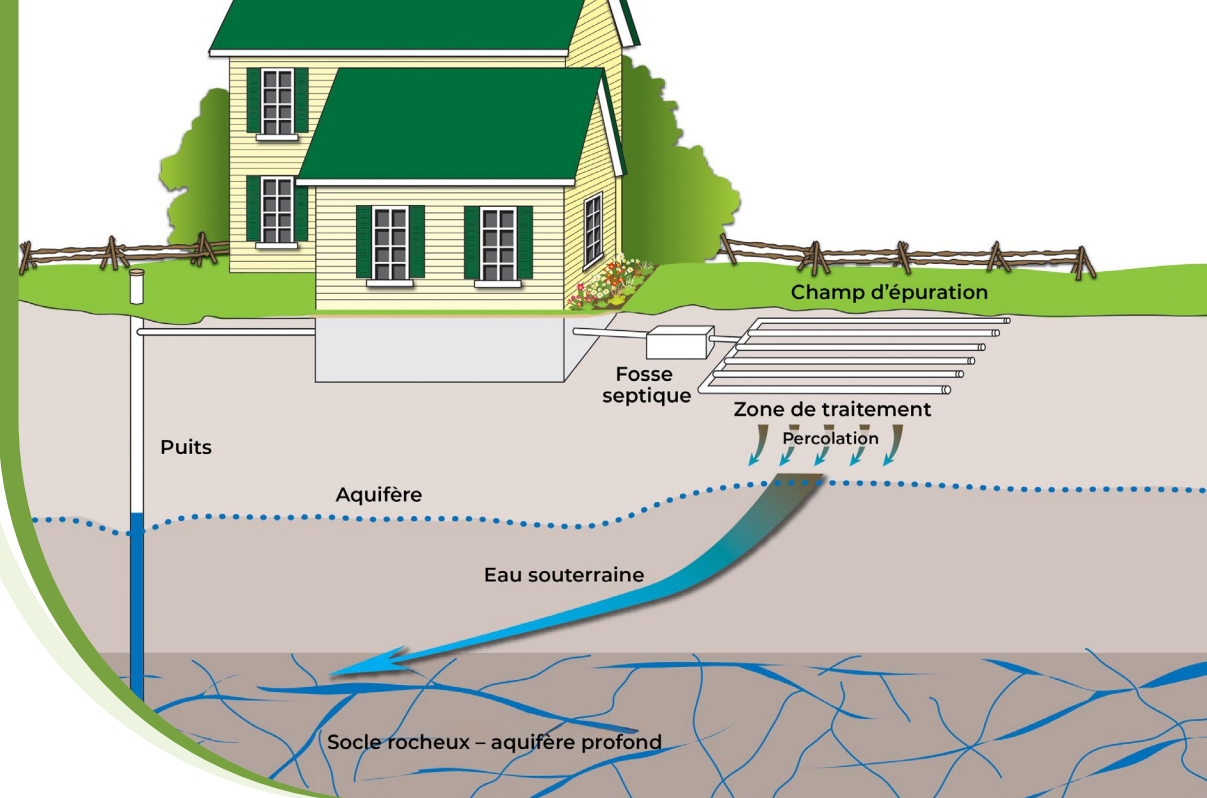 Champ d’épuration
Fosse
septique
Zone de traitement
Percolation
Puits
Aquifère
Eau souterraine
Socle rocheux – aquifère profond